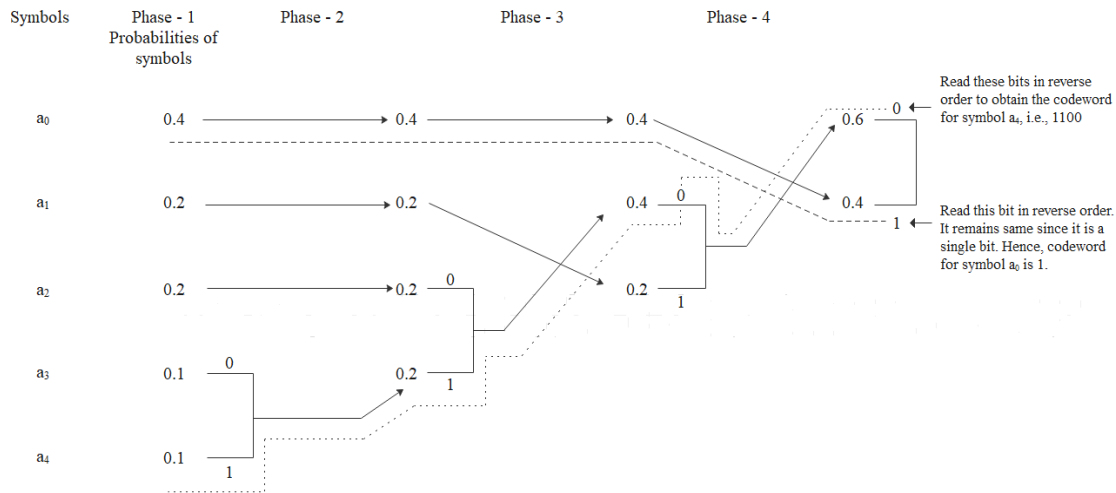 Symbols Phase - 1 Phase - 2 Phase - 3 Phase - 4
Probabilities of
symbols
Read these bits in reverse
order to obtain the codeword
for symbol a₄, i.e., 1100
0
a₀ 0.4 0.4 0.4 0.6
0
a₁ 0.2 0.2 0.4 0.4
Read this bit in reverse order.
1
It remains same since it is a
single bit. Hence, codeword
for symbol a₀ is 1.
0
a₂ 0.2 0.2 0.2
1
0
a₃ 0.1 0.2
1
a₄ 0.1
1